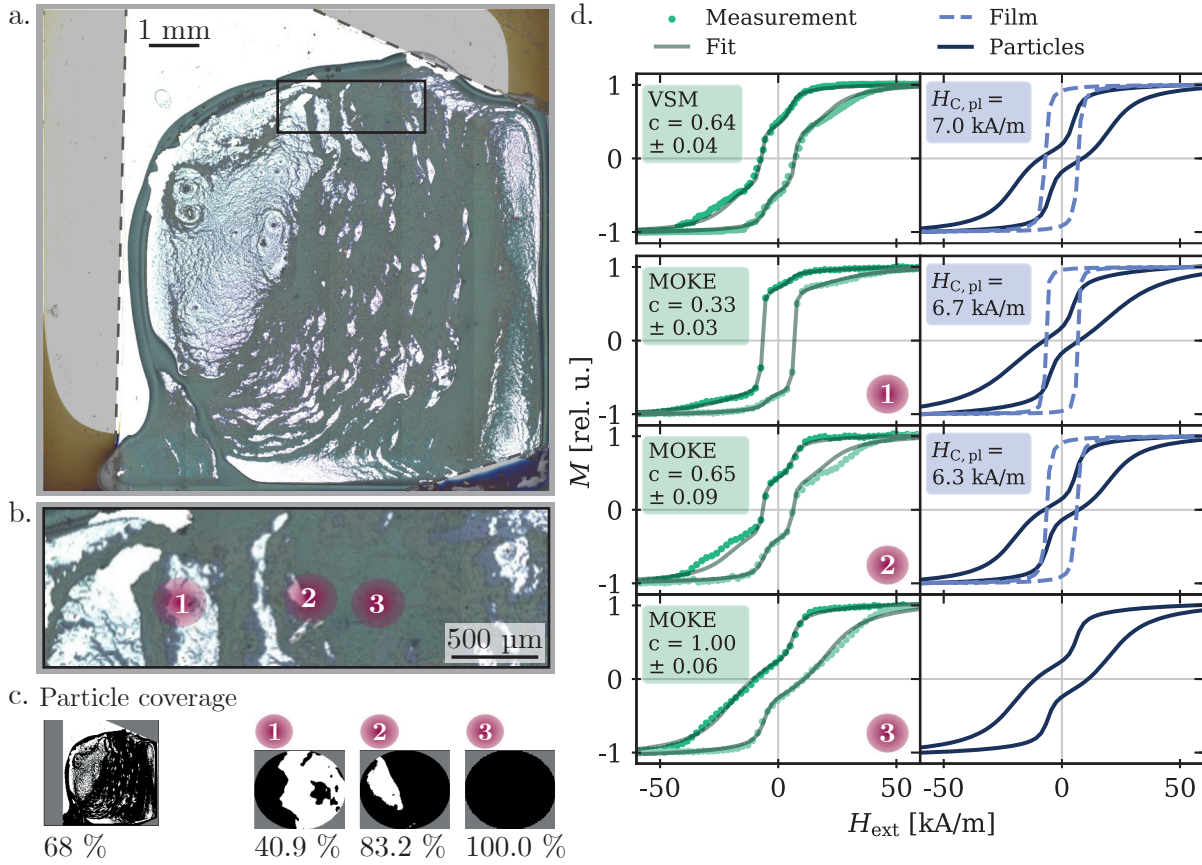 a.
1 mm
b.
1
2
3
500 µm
c. Particle coverage
1
2
3
68 %
40.9 %
83.2 %
100.0 %
d.
Measurement
Fit
Film
Particles
M [rel. u.]
1
0
-1
VSM
c = 0.64
± 0.04
H_C, pl =
7.0 kA/m
1
0
-1
MOKE
c = 0.33
± 0.03
1
H_C, pl =
6.7 kA/m
1
0
-1
MOKE
c = 0.65
± 0.09
2
H_C, pl =
6.3 kA/m
1
0
-1
MOKE
c = 1.00
± 0.06
3
-50
0
50
-50
0
50
H_ext [kA/m]